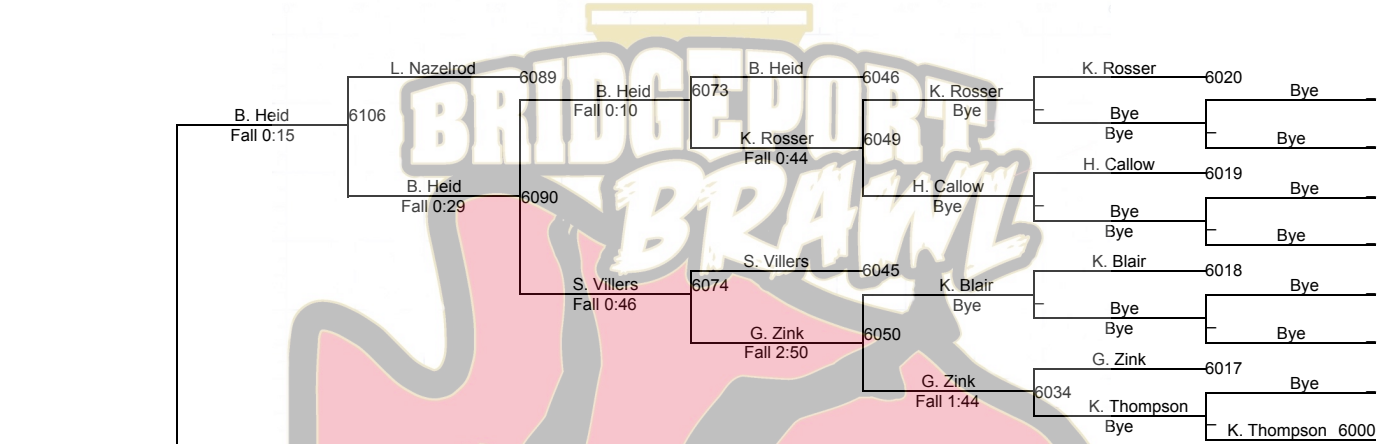 BRIDGEPORT
BRAWL
L. Nazelrod 6089
B. Heid 6046
K. Rosser 6020
B. Heid 6073
K. Rosser
Bye
Fall 0:10
Bye
B. Heid 6106
Bye
Fall 0:15
K. Rosser 6049
Bye
Bye
Fall 0:44
H. Callow 6019
B. Heid
H. Callow
Bye
Fall 0:29 6090
Bye
Bye
Bye
Bye
S. Villers 6045
K. Blair 6018
S. Villers 6074
K. Blair
Bye
Fall 0:46
Bye
Bye
Bye
G. Zink 6050
Bye
Fall 2:50
G. Zink 6017
G. Zink 6034
Bye
Fall 1:44
K. Thompson
Bye
K. Thompson 6000